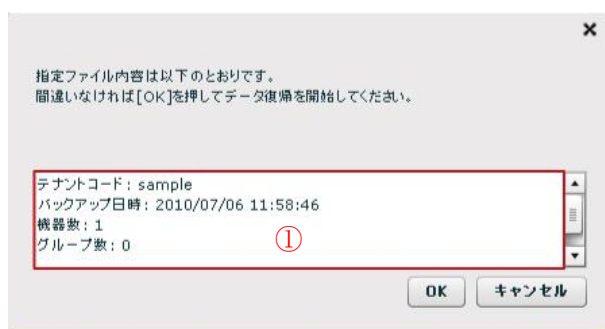 指定ファイル内容は以下のとおりです。
間違いなければ[OK]を押してデータ復帰を開始してください。
テナントコード : sample
バックアップ日時 : 2010/07/06 11:58:46
機器数 : 1
グループ数 : 0
①
OK キャンセル